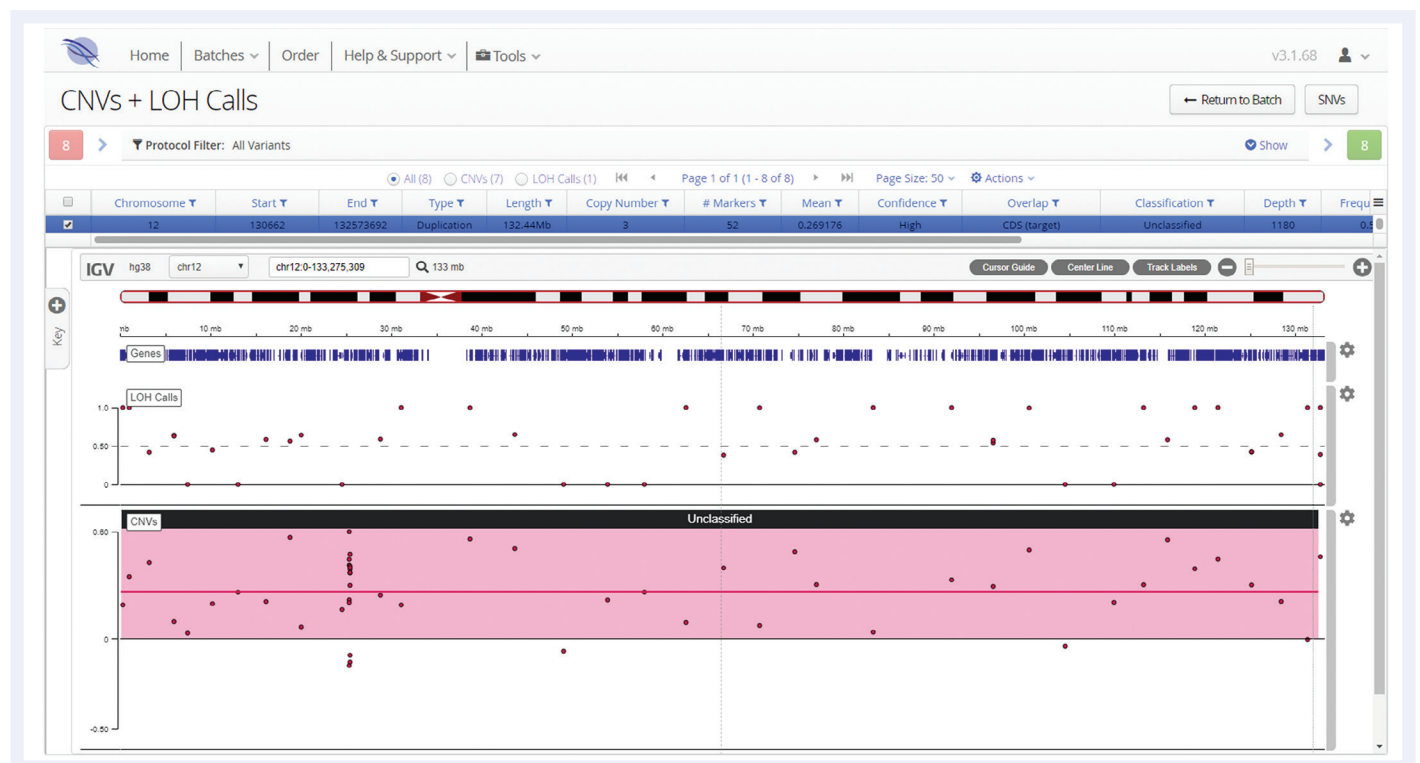 Home Batches Order Help & Support Tools v3.1.68
CNVs + LOH Calls
Return to Batch SNVs
8 Protocol Filter: All Variants Show 8
All (8) CNVs (7) LOH Calls (1) Page 1 of 1 (1 - 8 of 8) Page Size: 50 Actions
Chromosome Start End Type Length Copy Number # Markers Mean Confidence Overlap Classification Depth Frequ
12 130662 132573692 Duplication 132.44Mb 3 52 0.269176 High CDS (target) Unclassified 1180 0.5
IGV hg38 chr12 chr12:0-133,275,309 133 mb Cursor Guide Center Line Track Labels
Key
mb 10 mb 20 mb 30 mb 40 mb 50 mb 60 mb 70 mb 80 mb 90 mb 100 mb 110 mb 120 mb 130 mb
Genes
LOH Calls
1.0
0.50
0
CNVs Unclassified
0.60
0
-0.50